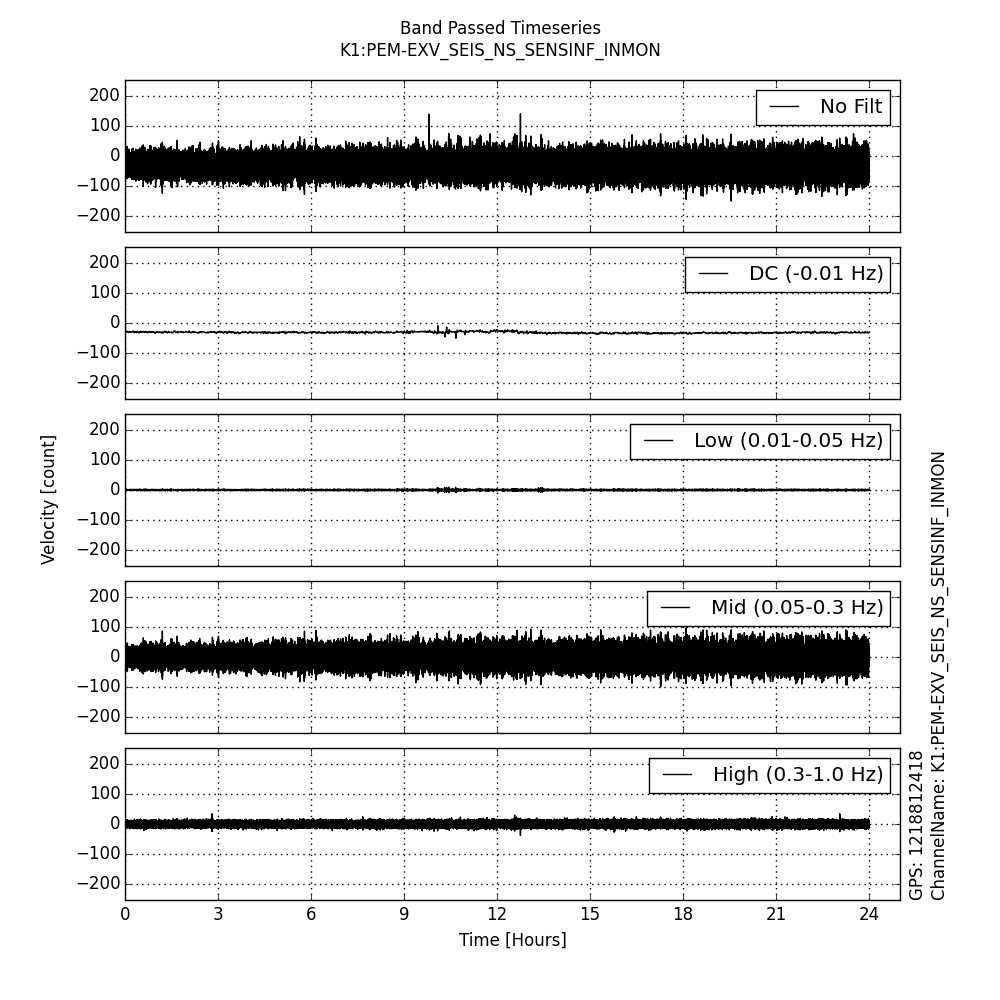 Band Passed Timeseries
K1:PEM-EXV_SEIS_NS_SENSINF_INMON
No Filt
200
100
0
−100
−200
DC (-0.01 Hz)
200
100
0
−100
−200
Low (0.01-0.05 Hz)
200
100
0
−100
−200
Velocity [count]
Mid (0.05-0.3 Hz)
200
100
0
−100
−200
High (0.3-1.0 Hz)
200
100
0
−100
−200
0 3 6 9 12 15 18 21 24
Time [Hours]
GPS: 1218812418
ChannelName: K1:PEM-EXV_SEIS_NS_SENSINF_INMON